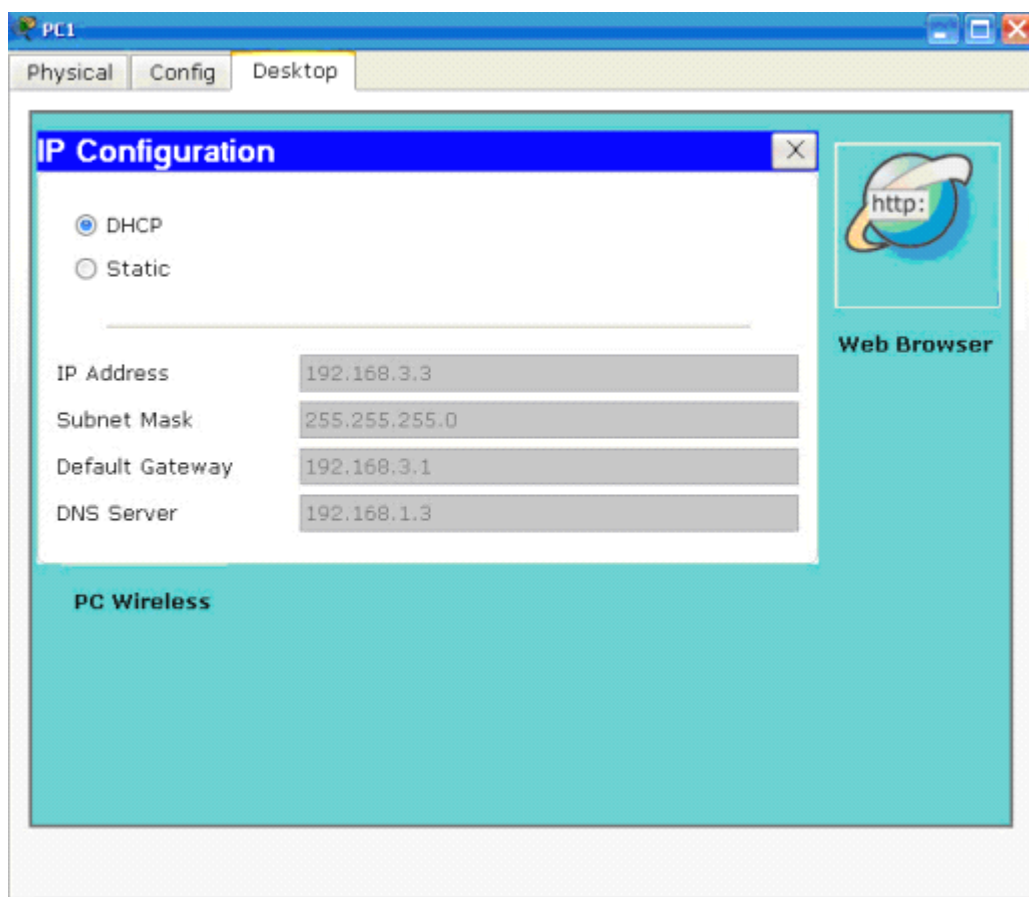 PC1
Physical Config Desktop
IP Configuration
http:
DHCP
Static
Web Browser
IP Address 192.168.3.3
Subnet Mask 255.255.255.0
Default Gateway 192.168.3.1
DNS Server 192.168.1.3
PC Wireless